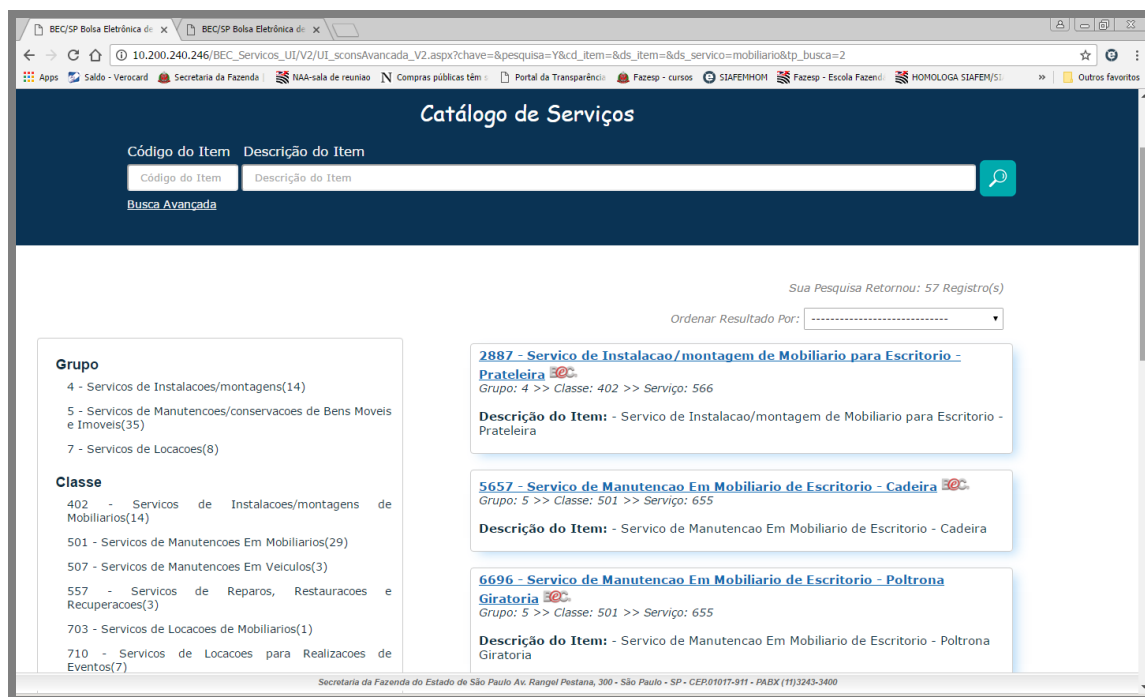 BEC/SP Bolsa Eletrônica de
BEC/SP Bolsa Eletrônica de
10.200.240.246/BEC_Servicos_UI/V2/UI_sconsAvancada_V2.aspx?chave=&pesquisa=Y&cd_item=&ds_item=&ds_servico=mobiliario&tp_busca=2
Apps Saldo - Verocard Secretaria da Fazenda NAA-sala de reuniao Compras públicas têm s Portal da Transparência Fazesp - cursos SIAFEMHOM Fazesp - Escola Fazend HOMOLOGA SIAFEM/SI » Outros favoritos
Catálogo de Serviços
Código do Item Descrição do Item
Código do Item Descrição do Item
Busca Avançada
Sua Pesquisa Retornou: 57 Registro(s)
Ordenar Resultado Por: ----------------------------
Grupo
4 - Servicos de Instalacoes/montagens(14)
5 - Servicos de Manutencoes/conservacoes de Bens Moveis
e Imoveis(35)
7 - Servicos de Locacoes(8)
Classe
402 - Servicos de Instalacoes/montagens de
Mobiliarios(14)
501 - Servicos de Manutencoes Em Mobiliarios(29)
507 - Servicos de Manutencoes Em Veiculos(3)
557 - Servicos de Reparos, Restauracoes e
Recuperacoes(3)
703 - Servicos de Locacoes de Mobiliarios(1)
710 - Servicos de Locacoes para Realizacoes de
Eventos(7)
2887 - Servico de Instalacao/montagem de Mobiliario para Escritorio -
Prateleira BEC
Grupo: 4 >> Classe: 402 >> Serviço: 566
Descrição do Item: - Servico de Instalacao/montagem de Mobiliario para Escritorio -
Prateleira
5657 - Servico de Manutencao Em Mobiliario de Escritorio - Cadeira BEC
Grupo: 5 >> Classe: 501 >> Serviço: 655
Descrição do Item: - Servico de Manutencao Em Mobiliario de Escritorio - Cadeira
6696 - Servico de Manutencao Em Mobiliario de Escritorio - Poltrona
Giratoria BEC
Grupo: 5 >> Classe: 501 >> Serviço: 655
Descrição do Item: - Servico de Manutencao Em Mobiliario de Escritorio - Poltrona
Giratoria
Secretaria da Fazenda do Estado de São Paulo Av. Rangel Pestana, 300 - São Paulo - SP - CEP.01017-911 - PABX (11)3243-3400